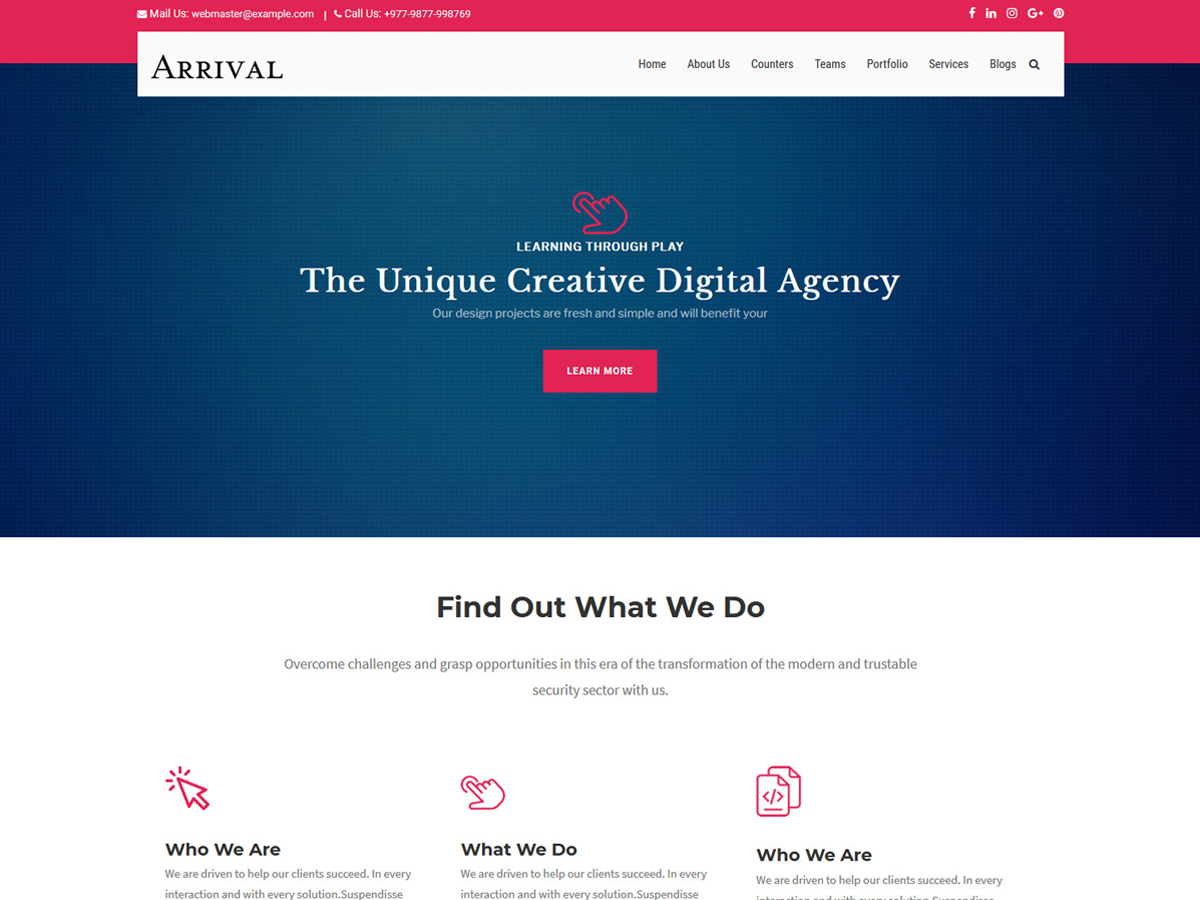 Mail Us: webmaster@example.com | Call Us: +977-9877-998769
ARRIVAL
Home About Us Counters Teams Portfolio Services Blogs
LEARNING THROUGH PLAY
The Unique Creative Digital Agency
Our design projects are fresh and simple and will benefit your
LEARN MORE
Find Out What We Do
Overcome challenges and grasp opportunities in this era of the transformation of the modern and trustable
security sector with us.
Who We Are
We are driven to help our clients succeed. In every
interaction and with every solution.Suspendisse
What We Do
We are driven to help our clients succeed. In every
interaction and with every solution.Suspendisse
Who We Are
We are driven to help our clients succeed. In every
interaction and with every solution.Suspendisse